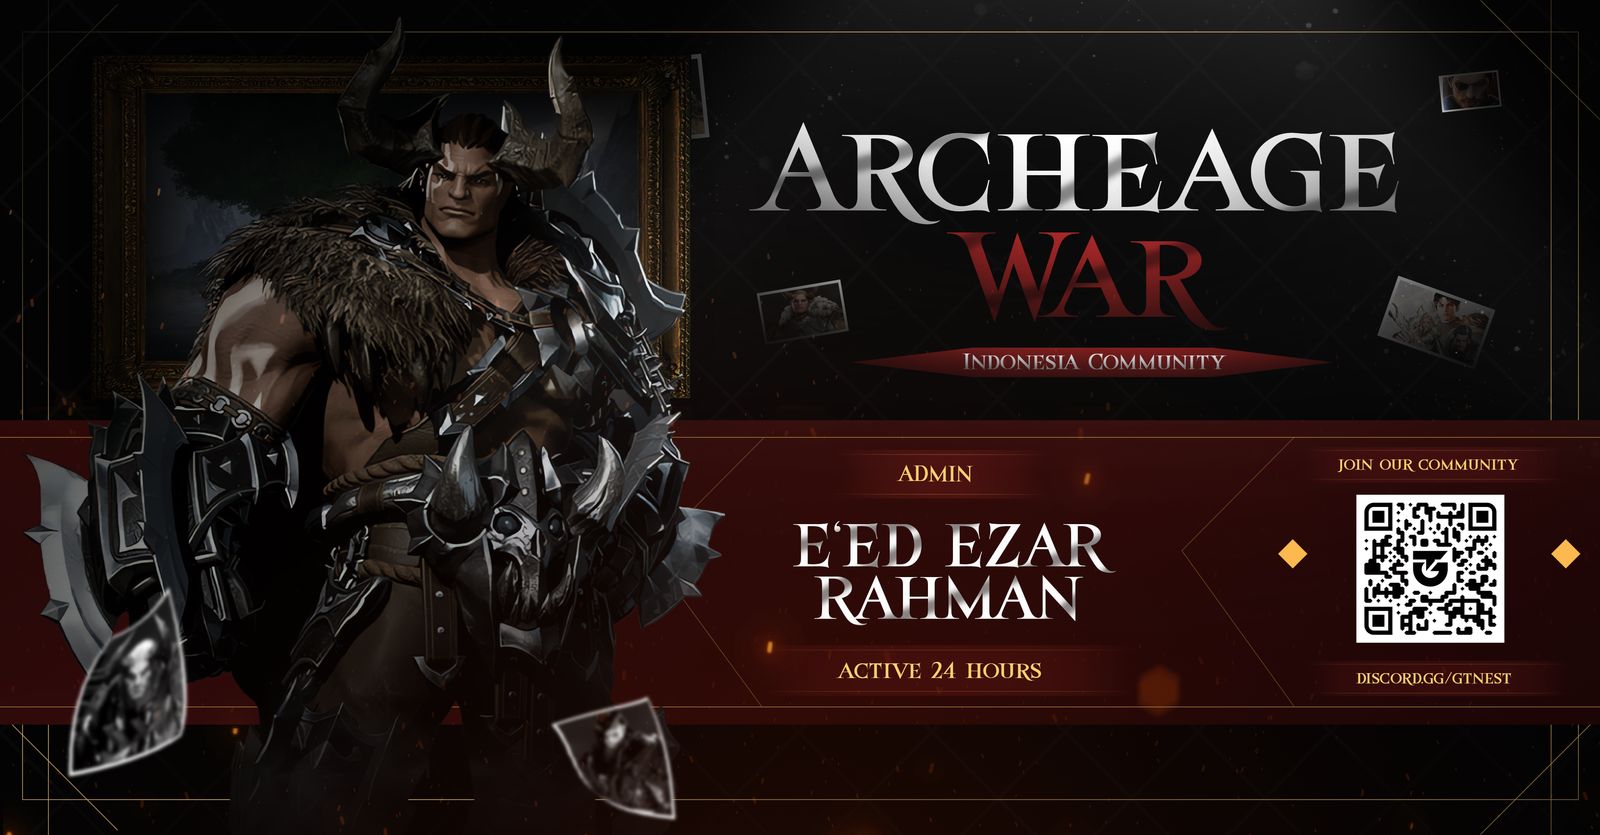 ARCHEAGE
WAR
INDONESIA COMMUNITY
ADMIN
E'ED EZAR
RAHMAN
ACTIVE 24 HOURS
JOIN OUR COMMUNITY
DISCORD.GG/GTNEST